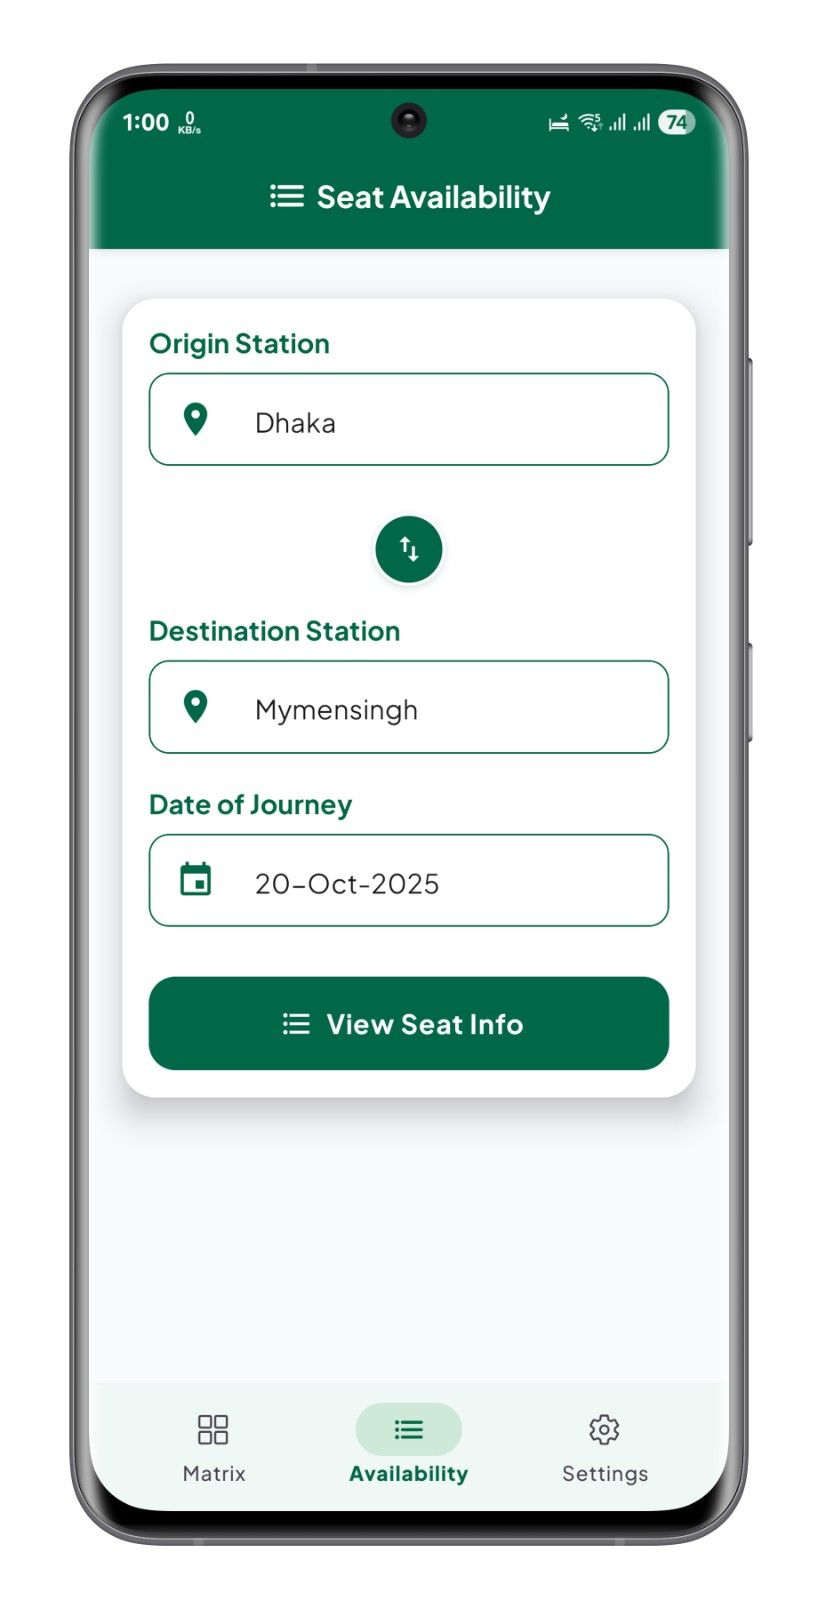 1:00 0 KB/s 5 74
Seat Availability
Origin Station
Dhaka
Destination Station
Mymensingh
Date of Journey
20-Oct-2025
View Seat Info
Matrix Availability Settings